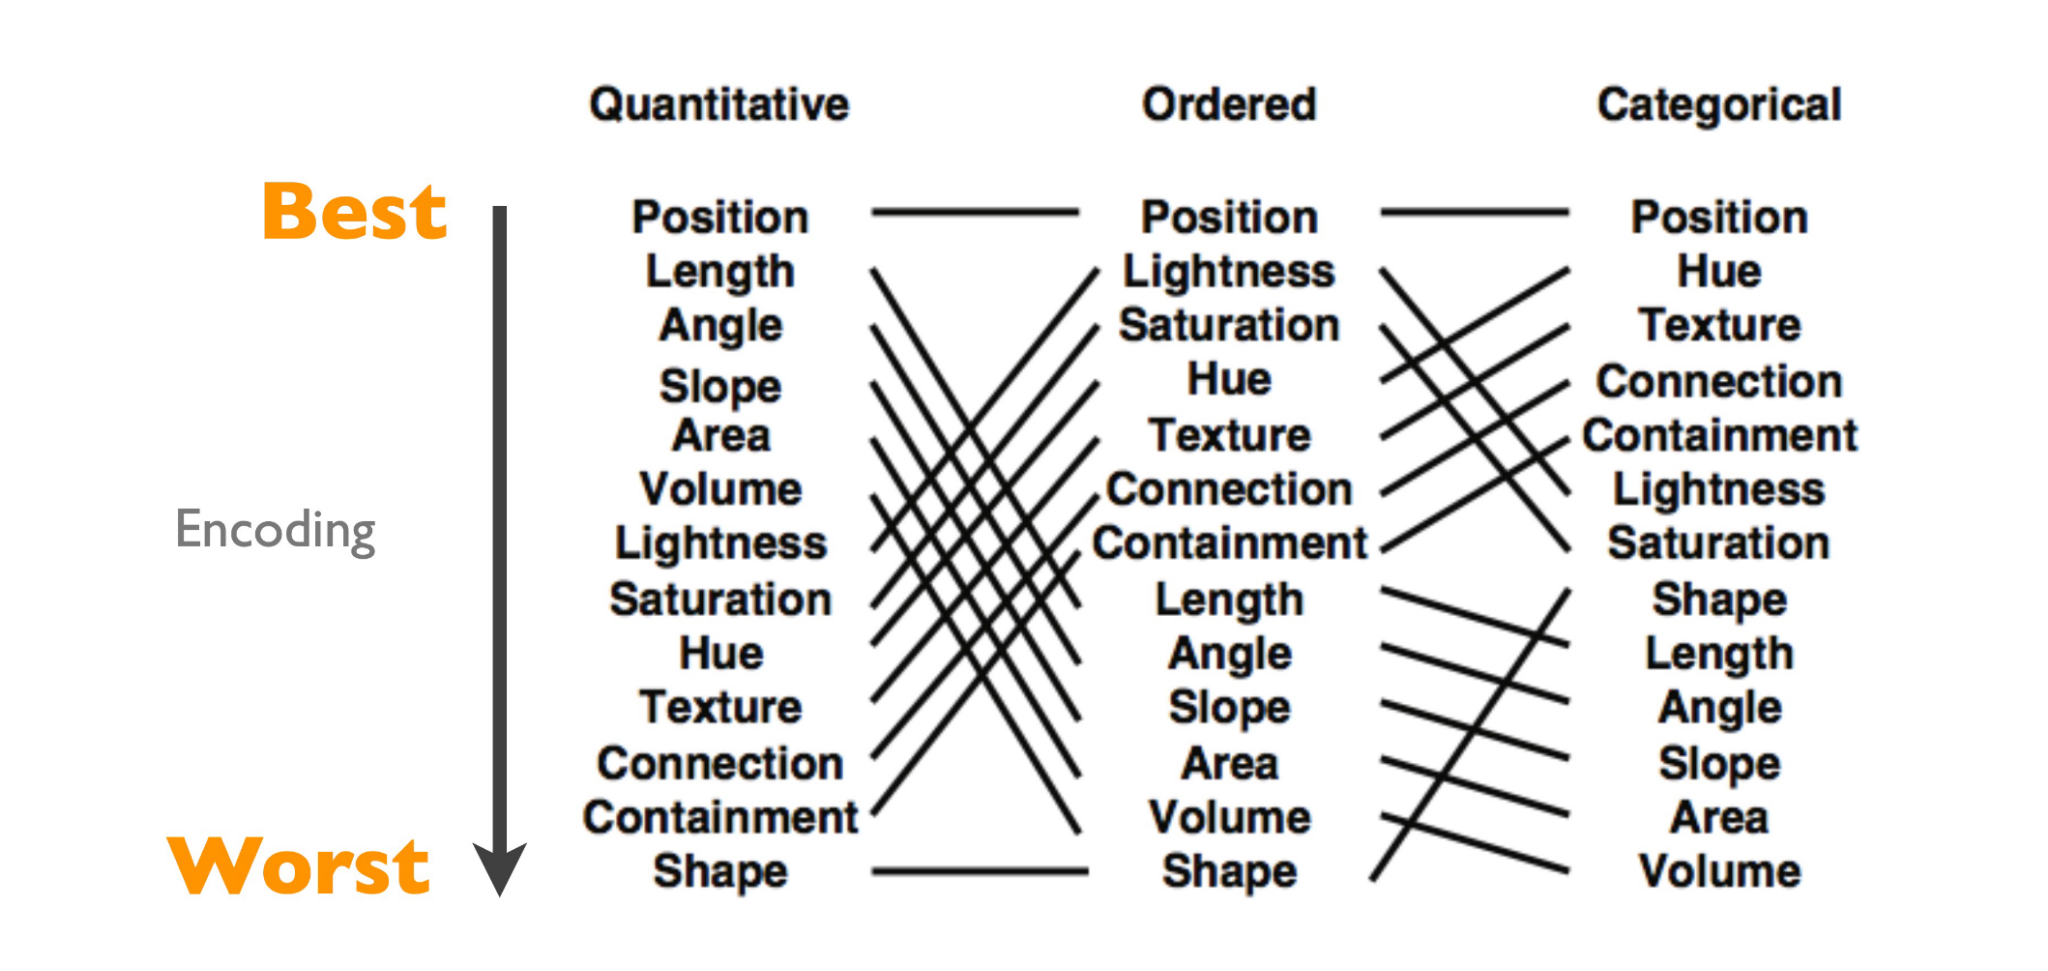 Quantitative
Ordered
Categorical
Best
Encoding
Worst
Position
Length
Angle
Slope
Area
Volume
Lightness
Saturation
Hue
Texture
Connection
Containment
Shape
Position
Lightness
Saturation
Hue
Texture
Connection
Containment
Length
Angle
Slope
Area
Volume
Shape
Position
Hue
Texture
Connection
Containment
Lightness
Saturation
Shape
Length
Angle
Slope
Area
Volume